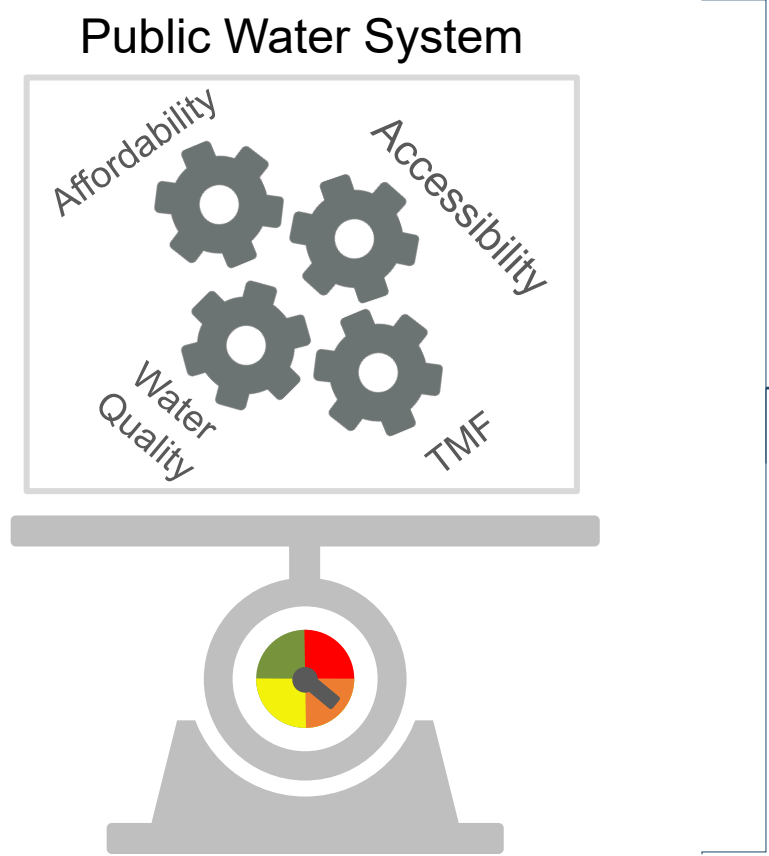 Public Water System
Affordability
Accessibility
Water
Quality
TMF